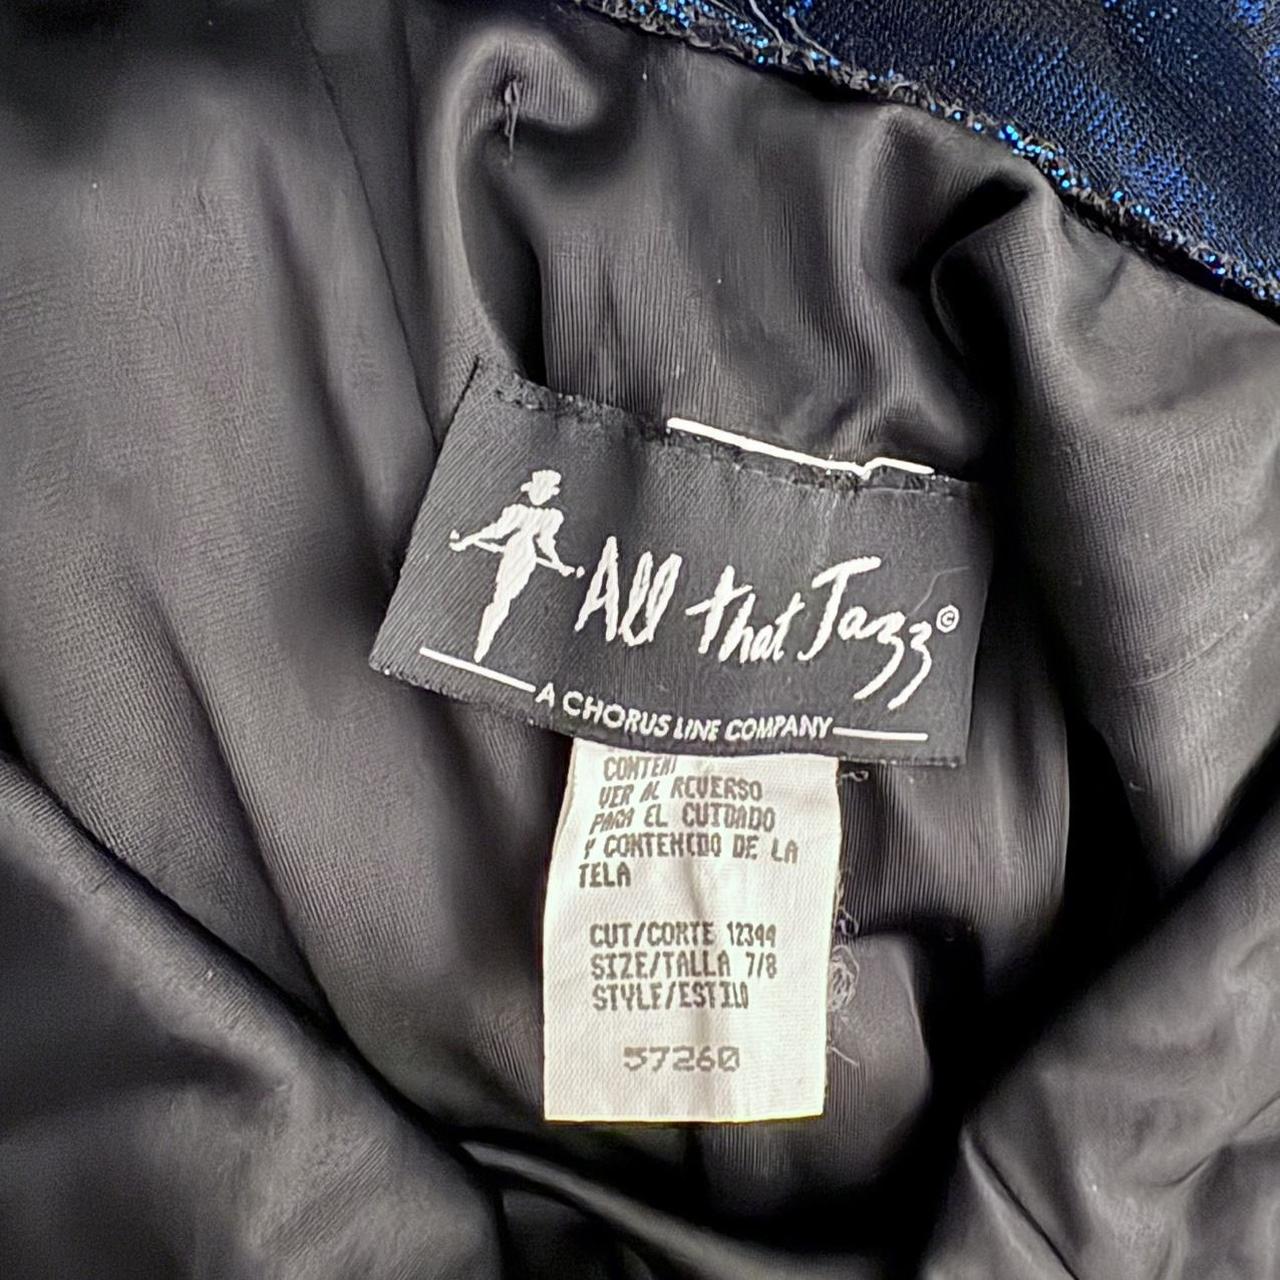 All that Jazz©
A CHORUS LINE COMPANY
VER AL REVERSO
PARA EL CUIDADO
Y CONTENIDO DE LA
TELA
CUT/CORTE 12344
SIZE/TALLA 7/8
STYLE/ESTILO
57260